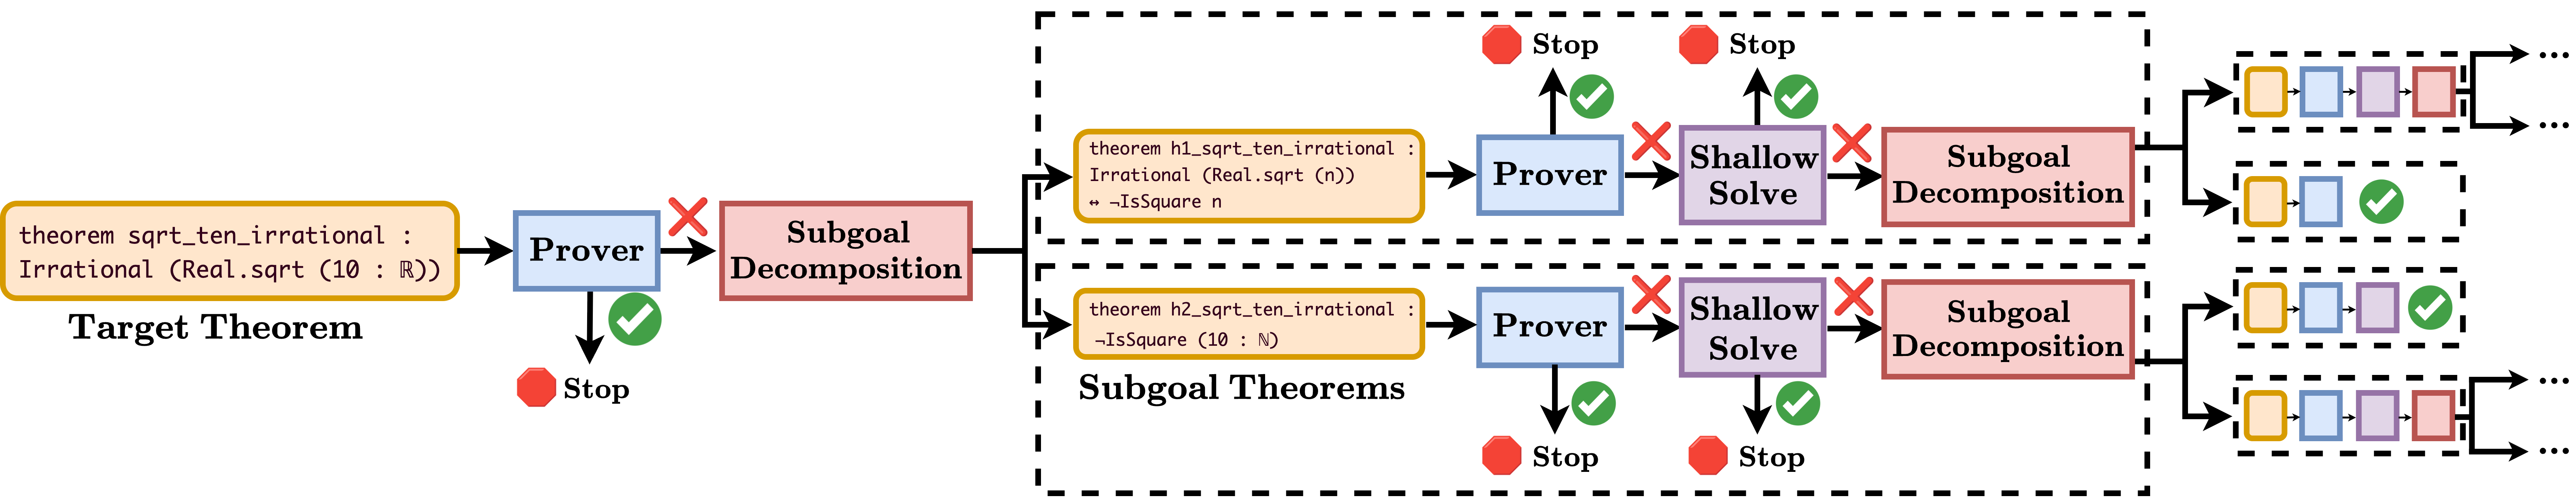 theorem sqrt_ten_irrational :
Irrational (Real.sqrt (10 : ℝ))
Target Theorem
Prover
Stop
Subgoal
Decomposition
theorem h1_sqrt_ten_irrational :
Irrational (Real.sqrt (n))
↔ ¬IsSquare n
Prover
Stop
Shallow
Solve
Stop
Subgoal
Decomposition
theorem h2_sqrt_ten_irrational :
¬IsSquare (10 : ℕ)
Subgoal Theorems
Prover
Stop
Shallow
Solve
Stop
Subgoal
Decomposition
...
...
...
...